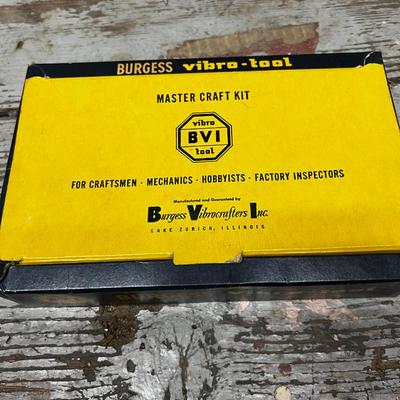 BURGESS vibro-tool
MASTER CRAFT KIT
vibro
BVI
tool
FOR CRAFTSMEN · MECHANICS · HOBBYISTS · FACTORY INSPECTORS
Manufactured and Guaranteed by
Burgess Vibrocrafters Inc.
LAKE ZURICH, ILLINOIS